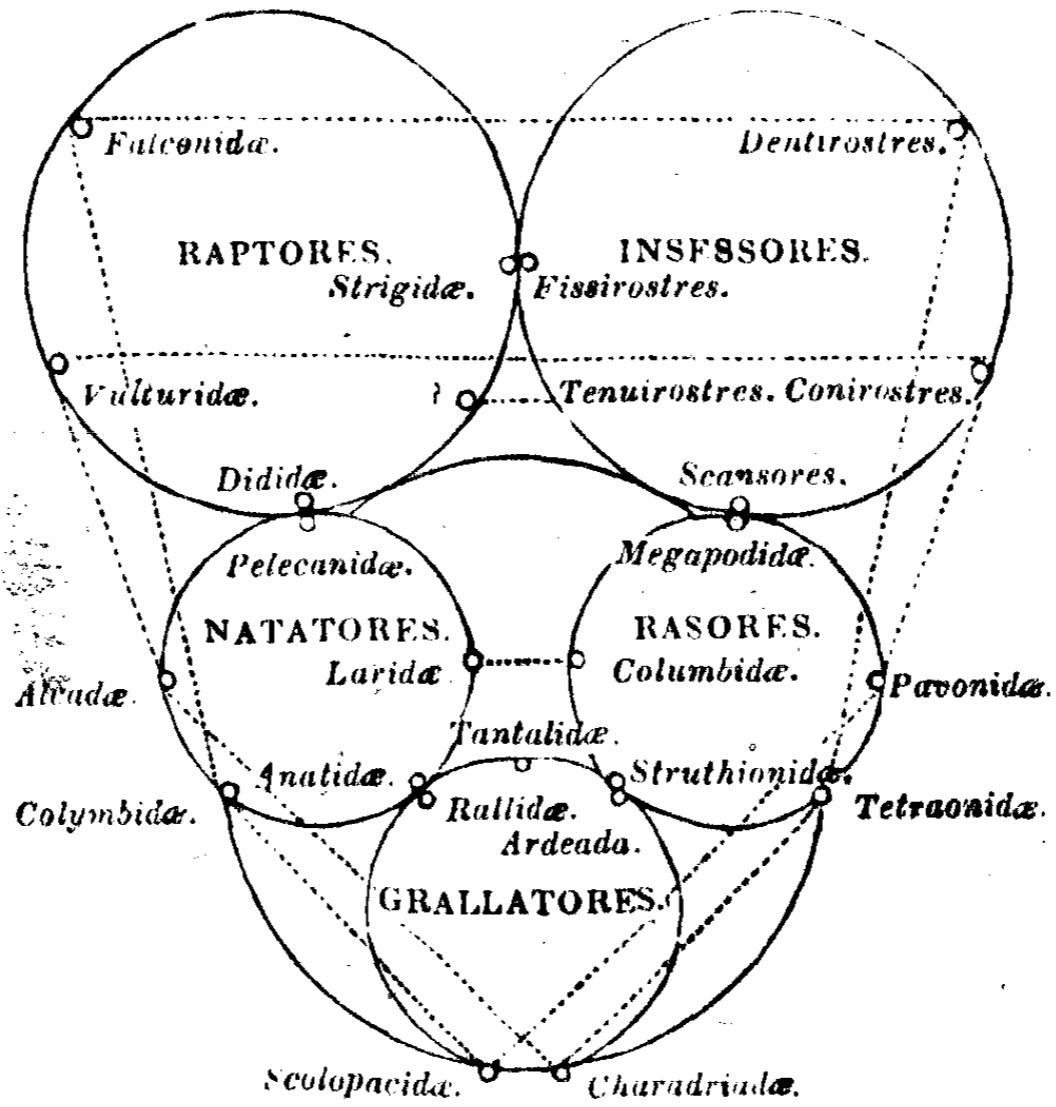 Falconidæ. Dentirostres.
RAPTORES. INSESSORES.
Strigidæ. Fissirostres.
Vulturidæ. ? Tenuirostres. Conirostres.
Dididæ. Scansores.
Pelecanidæ. Megapodidæ.
NATATORES. RASORES.
Laridæ Columbidæ.
Alcadæ. Pavonidæ.
Tantalidæ.
Anatidæ. Struthionidæ.
Colymbidæ. Rallidæ. Tetraonidæ.
Ardeada.
GRALLATORES.
Scolopacidæ. Charadriadæ.